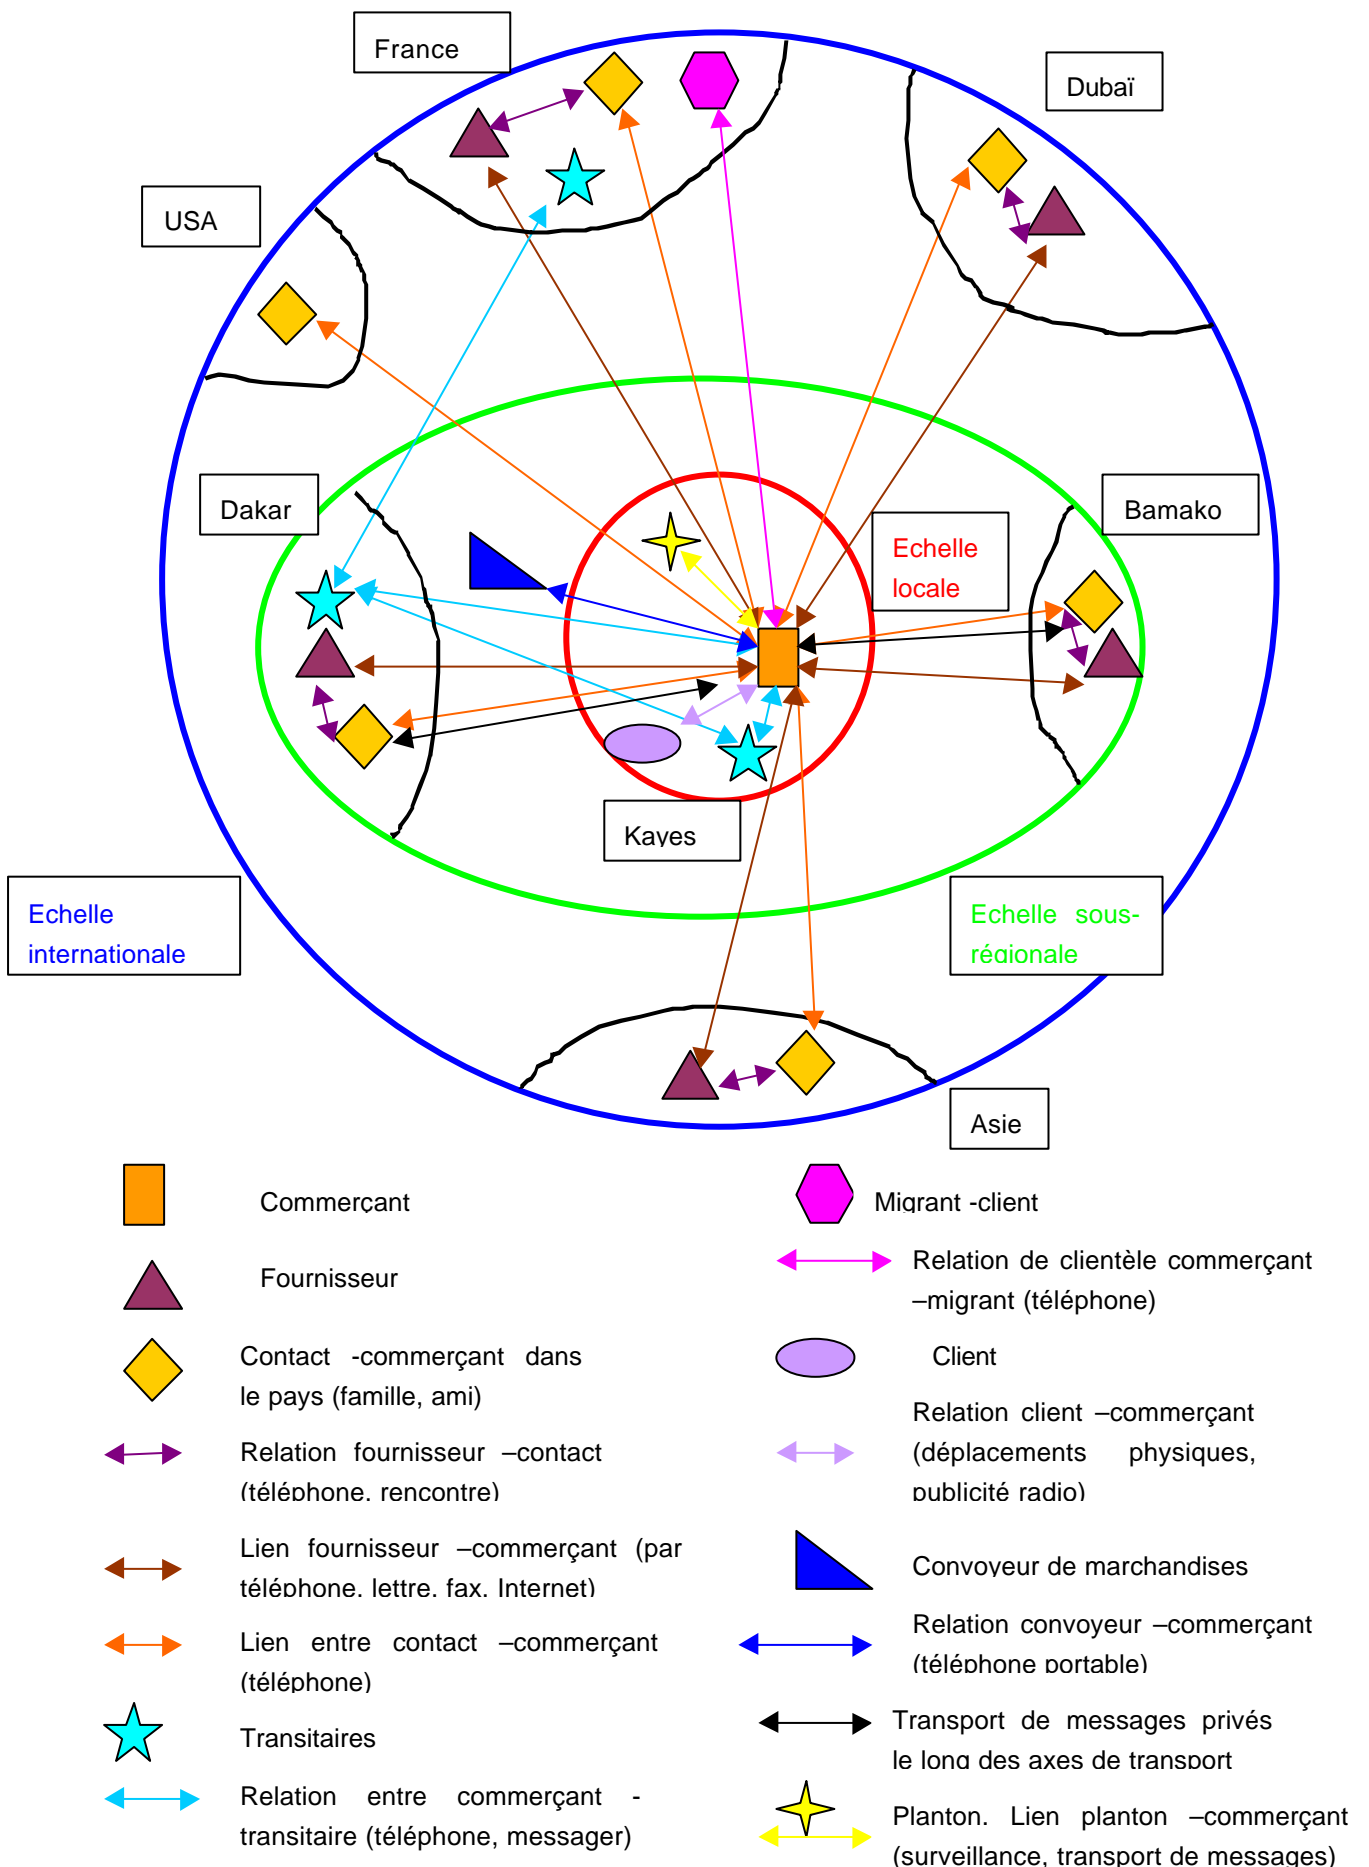 France
Dubaï
USA
Dakar
Echelle
locale
Bamako
Kayes
Echelle
internationale
Echelle sous-
régionale
Asie
Commerçant
Migrant -client
Relation de clientèle commerçant
–migrant (téléphone)
Fournisseur
Contact -commerçant dans
le pays (famille, ami)
Client
Relation fournisseur –contact
(téléphone, rencontre)
Relation client –commerçant
(déplacements physiques,
publicité radio)
Lien fournisseur –commerçant (par
téléphone, lettre, fax, Internet)
Convoyeur de marchandises
Lien entre contact –commerçant
(téléphone)
Relation convoyeur –commerçant
(téléphone portable)
Transitaires
Transport de messages privés
le long des axes de transport
Relation entre commerçant -
transitaire (téléphone, messager)
Planton. Lien planton –commerçant
(surveillance, transport de messages)